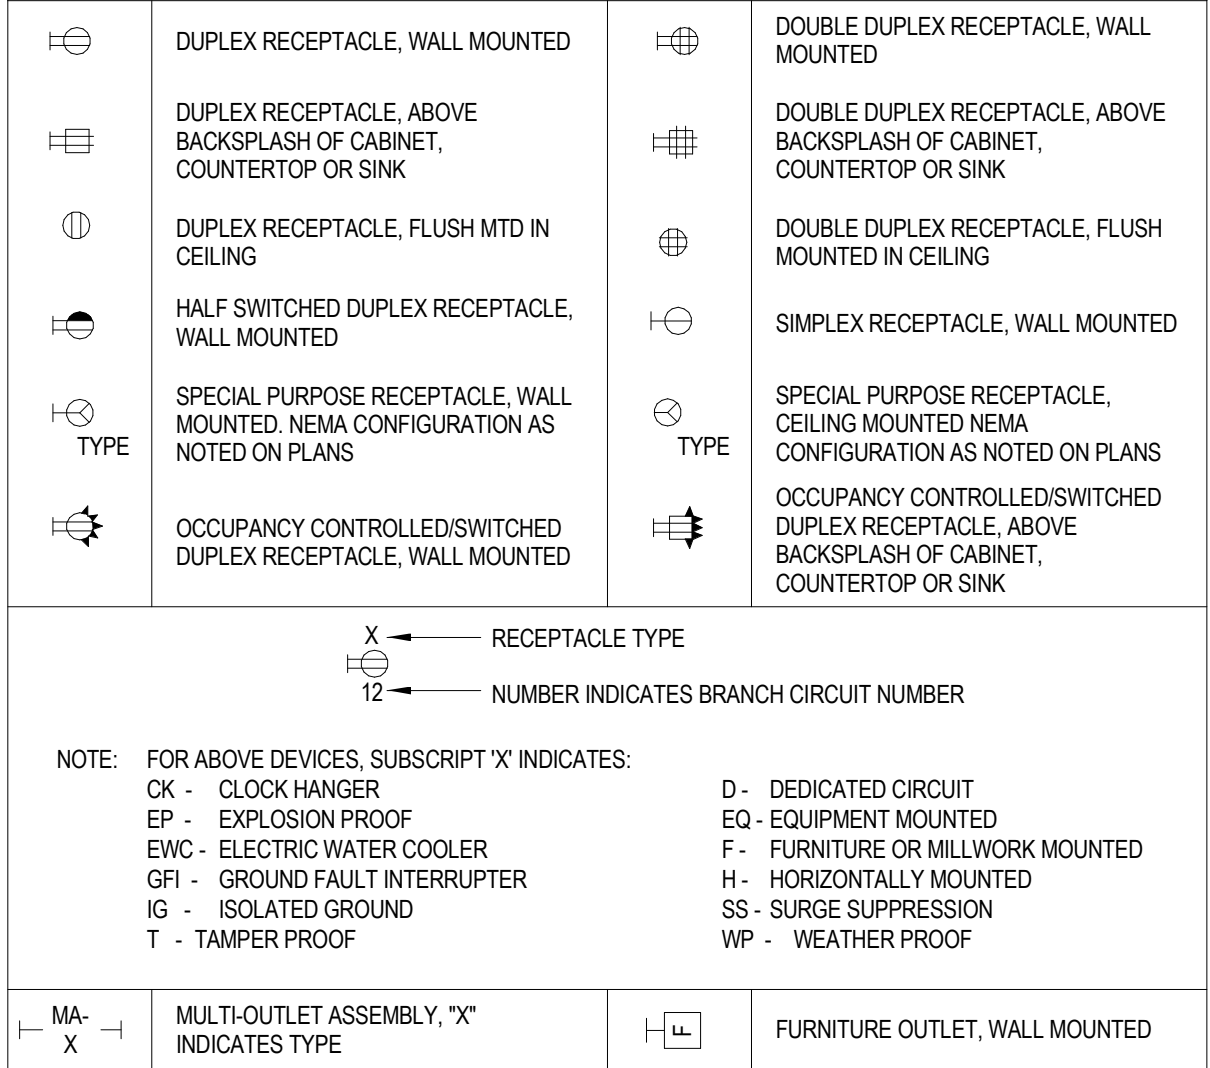 DUPLEX RECEPTACLE, WALL MOUNTED
DOUBLE DUPLEX RECEPTACLE, WALL
MOUNTED
DUPLEX RECEPTACLE, ABOVE
BACKSPLASH OF CABINET,
COUNTERTOP OR SINK
DOUBLE DUPLEX RECEPTACLE, ABOVE
BACKSPLASH OF CABINET,
COUNTERTOP OR SINK
DUPLEX RECEPTACLE, FLUSH MTD IN
CEILING
DOUBLE DUPLEX RECEPTACLE, FLUSH
MOUNTED IN CEILING
HALF SWITCHED DUPLEX RECEPTACLE,
WALL MOUNTED
SIMPLEX RECEPTACLE, WALL MOUNTED
TYPE
SPECIAL PURPOSE RECEPTACLE, WALL
MOUNTED. NEMA CONFIGURATION AS
NOTED ON PLANS
TYPE
SPECIAL PURPOSE RECEPTACLE,
CEILING MOUNTED NEMA
CONFIGURATION AS NOTED ON PLANS
OCCUPANCY CONTROLLED/SWITCHED
DUPLEX RECEPTACLE, WALL MOUNTED
OCCUPANCY CONTROLLED/SWITCHED
DUPLEX RECEPTACLE, ABOVE
BACKSPLASH OF CABINET,
COUNTERTOP OR SINK
X RECEPTACLE TYPE
12 NUMBER INDICATES BRANCH CIRCUIT NUMBER
NOTE: FOR ABOVE DEVICES, SUBSCRIPT 'X' INDICATES:
CK - CLOCK HANGER
EP - EXPLOSION PROOF
EWC - ELECTRIC WATER COOLER
GFI - GROUND FAULT INTERRUPTER
IG - ISOLATED GROUND
T - TAMPER PROOF
D - DEDICATED CIRCUIT
EQ - EQUIPMENT MOUNTED
F - FURNITURE OR MILLWORK MOUNTED
H - HORIZONTALLY MOUNTED
SS - SURGE SUPPRESSION
WP - WEATHER PROOF
MA-
X
MULTI-OUTLET ASSEMBLY, "X"
INDICATES TYPE
F
FURNITURE OUTLET, WALL MOUNTED